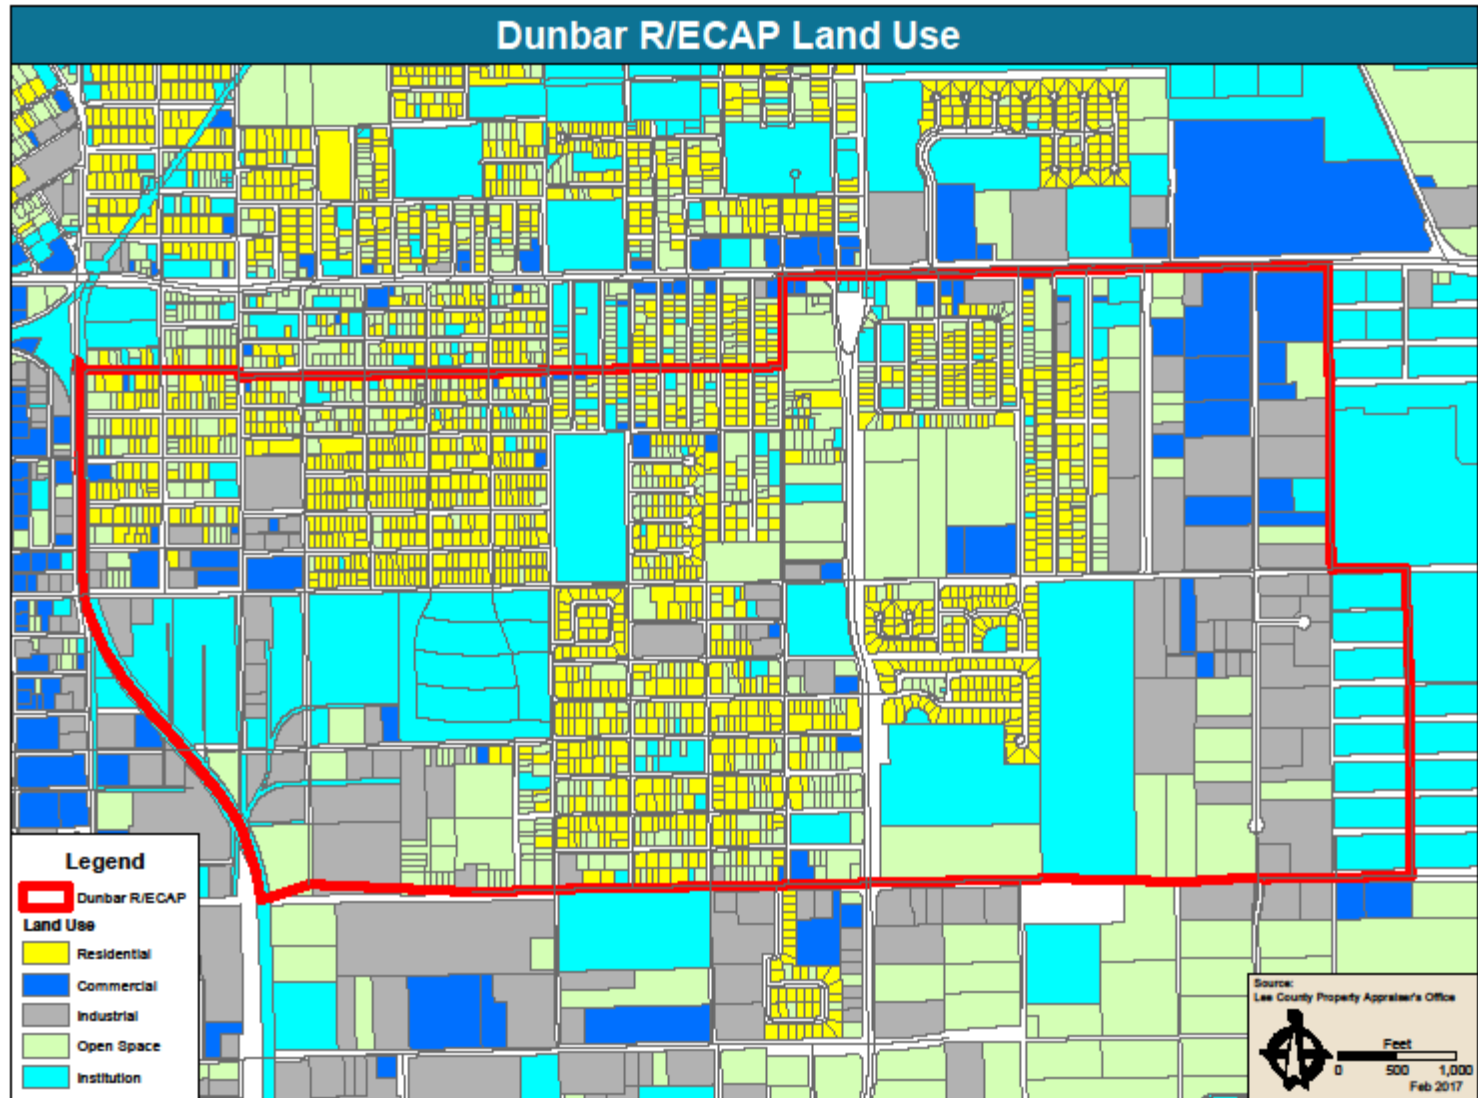 Dunbar R/ECAP Land Use
Legend
Dunbar R/ECAP
Land Use
Residential
Commercial
Industrial
Open Space
Institution
Source:
Lee County Property Appraiser's Office
Feet
0 500 1,000
Feb 2017